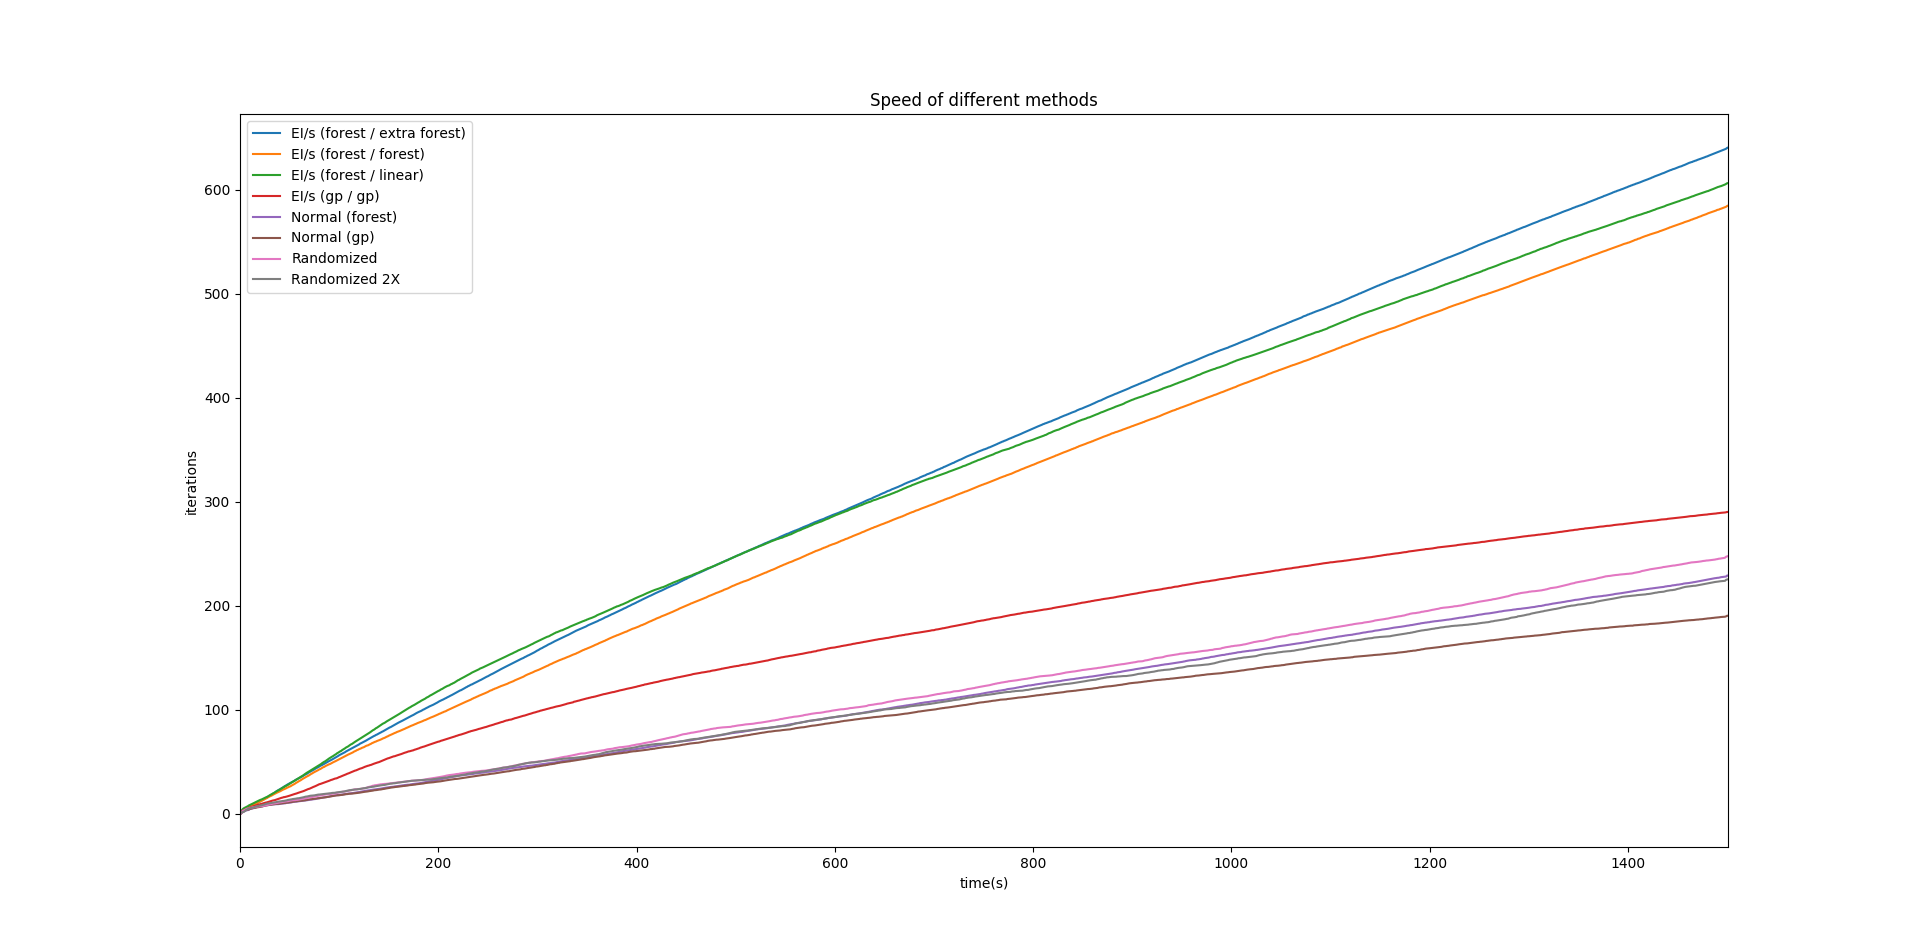 Speed of different methods
EI/s (forest / extra forest)
EI/s (forest / forest)
EI/s (forest / linear)
EI/s (gp / gp)
Normal (forest)
Normal (gp)
Randomized
Randomized 2X
600
500
400
300
200
100
0
iterations
0 200 400 600 800 1000 1200 1400
time(s)